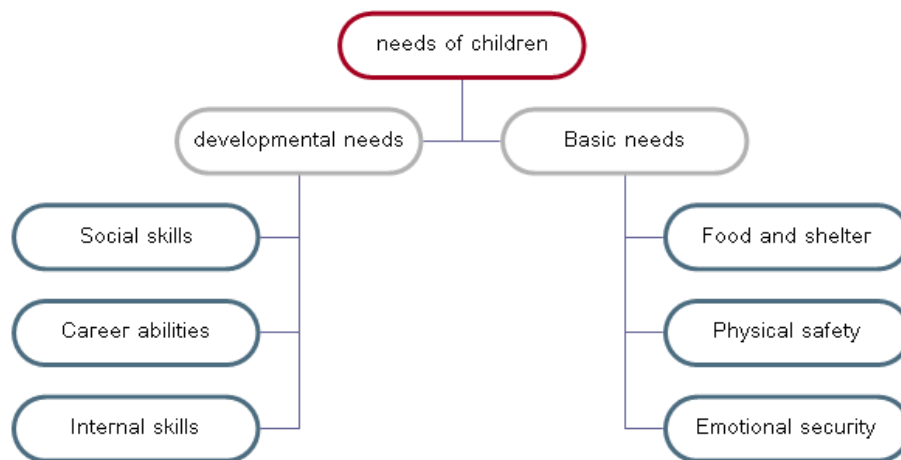 needs of children
developmental needs
Basic needs
Social skills
Food and shelter
Career abilities
Physical safety
Internal skills
Emotional security